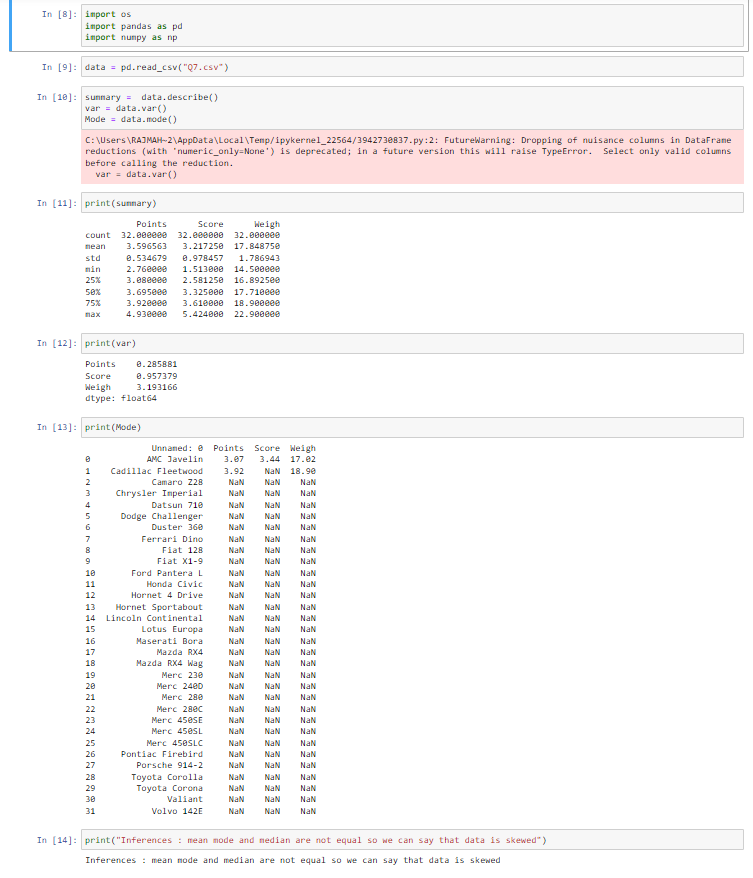 In [8]: import os
import pandas as pd
import numpy as np
In [9]: data = pd.read_csv("Q7.csv")
In [10]: summary =  data.describe()
var = data.var()
Mode = data.mode()
C:\Users\RAJMAH~2\AppData\Local\Temp/ipykernel_22564/3942730837.py:2: FutureWarning: Dropping of nuisance columns in DataFrame
reductions (with 'numeric_only=None') is deprecated; in a future version this will raise TypeError.  Select only valid columns
before calling the reduction.
var = data.var()
In [11]: print(summary)
Points Score Weigh
count 32.000000 32.000000 32.000000
mean 3.596563 3.217250 17.848750
std 0.534679 0.978457 1.786943
min 2.760000 1.513000 14.500000
25% 3.080000 2.581250 16.892500
50% 3.695000 3.325000 17.710000
75% 3.920000 3.610000 18.900000
max 4.930000 5.424000 22.900000
In [12]: print(var)
Points 0.285881
Score 0.957379
Weigh 3.193166
dtype: float64
In [13]: print(Mode)
Unnamed: 0 Points Score Weigh
0 AMC Javelin 3.07 3.44 17.02
1 Cadillac Fleetwood 3.92 NaN 18.90
2 Camaro Z28 NaN NaN NaN
3 Chrysler Imperial NaN NaN NaN
4 Datsun 710 NaN NaN NaN
5 Dodge Challenger NaN NaN NaN
6 Duster 360 NaN NaN NaN
7 Ferrari Dino NaN NaN NaN
8 Fiat 128 NaN NaN NaN
9 Fiat X1-9 NaN NaN NaN
10 Ford Pantera L NaN NaN NaN
11 Honda Civic NaN NaN NaN
12 Hornet 4 Drive NaN NaN NaN
13 Hornet Sportabout NaN NaN NaN
14 Lincoln Continental NaN NaN NaN
15 Lotus Europa NaN NaN NaN
16 Maserati Bora NaN NaN NaN
17 Mazda RX4 NaN NaN NaN
18 Mazda RX4 Wag NaN NaN NaN
19 Merc 230 NaN NaN NaN
20 Merc 240D NaN NaN NaN
21 Merc 280 NaN NaN NaN
22 Merc 280C NaN NaN NaN
23 Merc 450SE NaN NaN NaN
24 Merc 450SL NaN NaN NaN
25 Merc 450SLC NaN NaN NaN
26 Pontiac Firebird NaN NaN NaN
27 Porsche 914-2 NaN NaN NaN
28 Toyota Corolla NaN NaN NaN
29 Toyota Corona NaN NaN NaN
30 Valiant NaN NaN NaN
31 Volvo 142E NaN NaN NaN
In [14]: print("Inferences : mean mode and median are not equal so we can say that data is skewed")
Inferences : mean mode and median are not equal so we can say that data is skewed